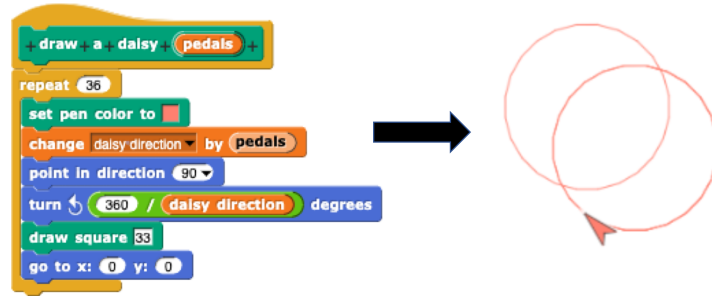 + draw + a + daisy + pedals +
repeat 36
set pen color to
change daisy direction by pedals
point in direction 90
turn 360 / daisy direction degrees
draw square 33
go to x: 0 y: 0